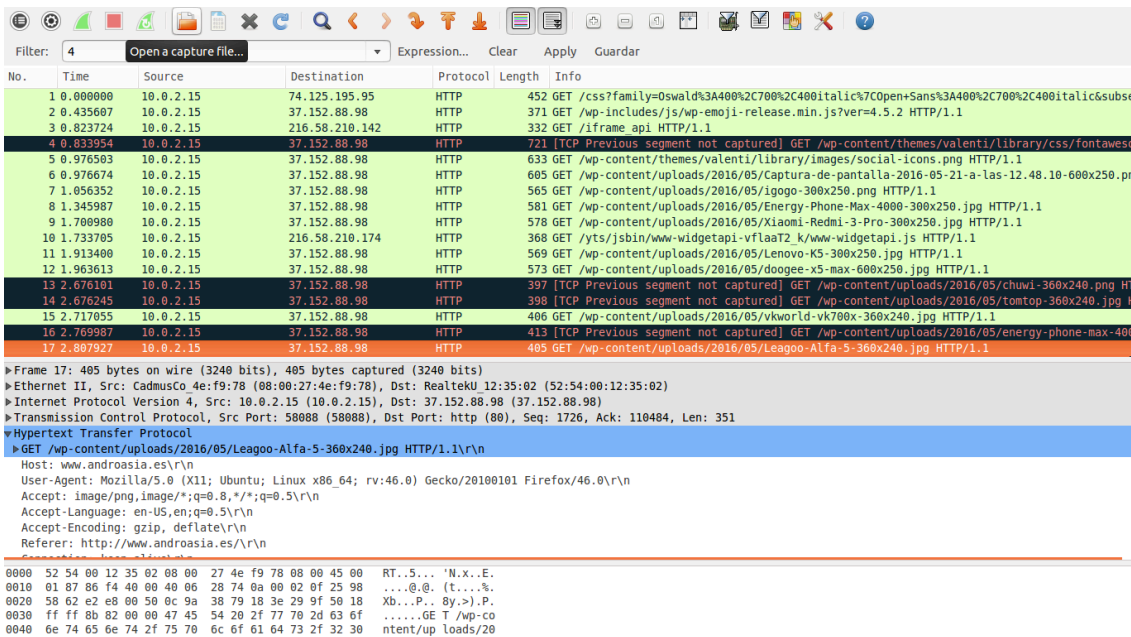 Filter: 4 Open a capture file... Expression... Clear Apply Guardar
No. Time Source Destination Protocol Length Info
1 0.000000 10.0.2.15 74.125.195.95 HTTP 452 GET /css?family=Oswald%3A400%2C700%2C400italic%7COpen+Sans%3A400%2C700%2C400italic&subse
2 0.435607 10.0.2.15 37.152.88.98 HTTP 371 GET /wp-includes/js/wp-emoji-release.min.js?ver=4.5.2 HTTP/1.1
3 0.823724 10.0.2.15 216.58.210.142 HTTP 332 GET /iframe_api HTTP/1.1
4 0.833954 10.0.2.15 37.152.88.98 HTTP 721 [TCP Previous segment not captured] GET /wp-content/themes/valenti/library/css/fontaweso
5 0.976503 10.0.2.15 37.152.88.98 HTTP 633 GET /wp-content/themes/valenti/library/images/social-icons.png HTTP/1.1
6 0.976674 10.0.2.15 37.152.88.98 HTTP 605 GET /wp-content/uploads/2016/05/Captura-de-pantalla-2016-05-21-a-las-12.48.10-600x250.pn
7 1.056352 10.0.2.15 37.152.88.98 HTTP 565 GET /wp-content/uploads/2016/05/igogo-300x250.png HTTP/1.1
8 1.345987 10.0.2.15 37.152.88.98 HTTP 581 GET /wp-content/uploads/2016/05/Energy-Phone-Max-4000-300x250.jpg HTTP/1.1
9 1.700980 10.0.2.15 37.152.88.98 HTTP 578 GET /wp-content/uploads/2016/05/Xiaomi-Redmi-3-Pro-300x250.jpg HTTP/1.1
10 1.733705 10.0.2.15 216.58.210.174 HTTP 368 GET /yts/jsbin/www-widgetapi-vflaaT2_k/www-widgetapi.js HTTP/1.1
11 1.913400 10.0.2.15 37.152.88.98 HTTP 569 GET /wp-content/uploads/2016/05/Lenovo-K5-300x250.jpg HTTP/1.1
12 1.963613 10.0.2.15 37.152.88.98 HTTP 573 GET /wp-content/uploads/2016/05/doogee-x5-max-600x250.jpg HTTP/1.1
13 2.676101 10.0.2.15 37.152.88.98 HTTP 397 [TCP Previous segment not captured] GET /wp-content/uploads/2016/05/chuwi-360x240.png HT
14 2.676245 10.0.2.15 37.152.88.98 HTTP 398 [TCP Previous segment not captured] GET /wp-content/uploads/2016/05/tomtop-360x240.jpg H
15 2.717055 10.0.2.15 37.152.88.98 HTTP 406 GET /wp-content/uploads/2016/05/vkworld-vk700x-360x240.jpg HTTP/1.1
16 2.769987 10.0.2.15 37.152.88.98 HTTP 413 [TCP Previous segment not captured] GET /wp-content/uploads/2016/05/energy-phone-max-400
17 2.807927 10.0.2.15 37.152.88.98 HTTP 405 GET /wp-content/uploads/2016/05/Leagoo-Alfa-5-360x240.jpg HTTP/1.1
Frame 17: 405 bytes on wire (3240 bits), 405 bytes captured (3240 bits)
Ethernet II, Src: CadmusCo_4e:f9:78 (08:00:27:4e:f9:78), Dst: RealtekU_12:35:02 (52:54:00:12:35:02)
Internet Protocol Version 4, Src: 10.0.2.15 (10.0.2.15), Dst: 37.152.88.98 (37.152.88.98)
Transmission Control Protocol, Src Port: 58088 (58088), Dst Port: http (80), Seq: 1726, Ack: 110484, Len: 351
Hypertext Transfer Protocol
GET /wp-content/uploads/2016/05/Leagoo-Alfa-5-360x240.jpg HTTP/1.1\r\n
Host: www.androasia.es\r\n
User-Agent: Mozilla/5.0 (X11; Ubuntu; Linux x86_64; rv:46.0) Gecko/20100101 Firefox/46.0\r\n
Accept: image/png,image/*;q=0.8,*/*;q=0.5\r\n
Accept-Language: en-US,en;q=0.5\r\n
Accept-Encoding: gzip, deflate\r\n
Referer: http://www.androasia.es/\r\n
0000 52 54 00 12 35 02 08 00 27 4e f9 78 08 00 45 00 RT..5... 'N.x..E.
0010 01 87 86 f4 40 00 40 06 28 74 0a 00 02 0f 25 98 ....@.@. (t....%.
0020 58 62 e2 e8 00 50 0c 9a 38 79 18 3e 29 9f 50 18 Xb...P.. 8y.>).P.
0030 ff ff 8b 82 00 00 47 45 54 20 2f 77 70 2d 63 6f ......GE T /wp-co
0040 6e 74 65 6e 74 2f 75 70 6c 6f 61 64 73 2f 32 30 ntent/up loads/20